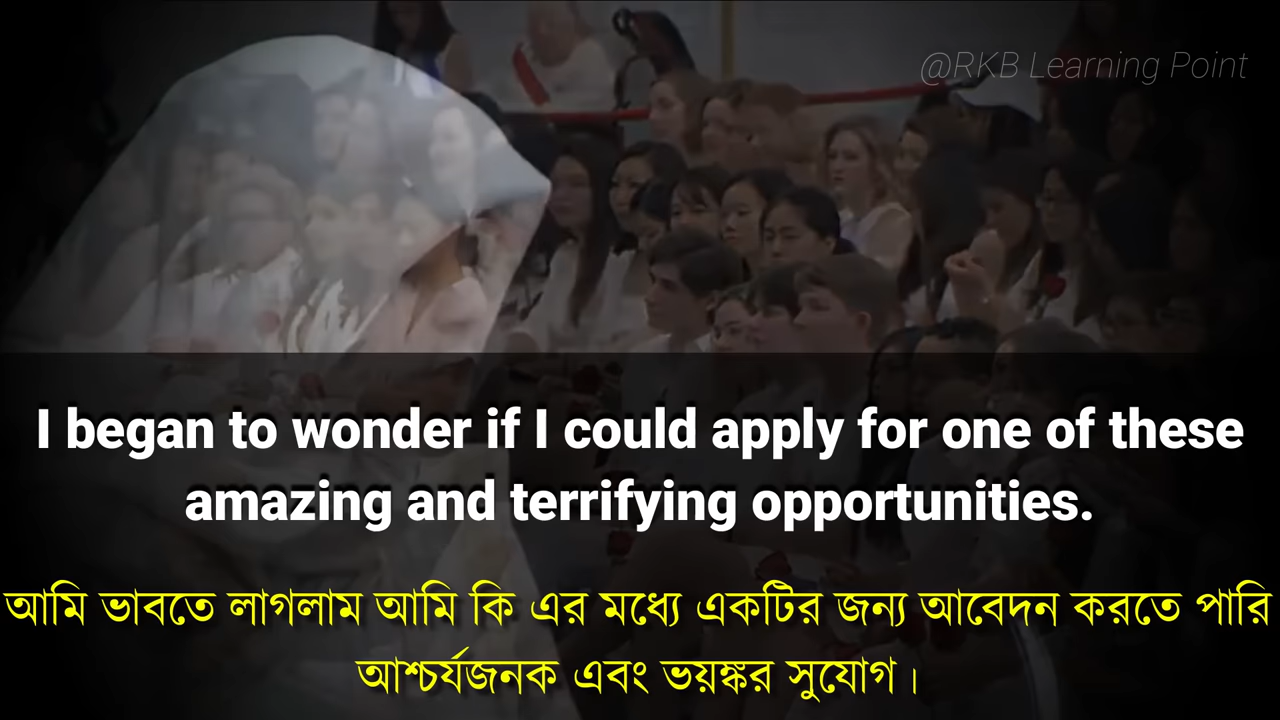 @RKB Learning Point
I began to wonder if I could apply for one of these
amazing and terrifying opportunities.
আমি ভাবতে লাগলাম আমি কি এর মধ্যে একটির জন্য আবেদন করতে পারি
আশ্চর্যজনক এবং ভয়ঙ্কর সুযোগ।